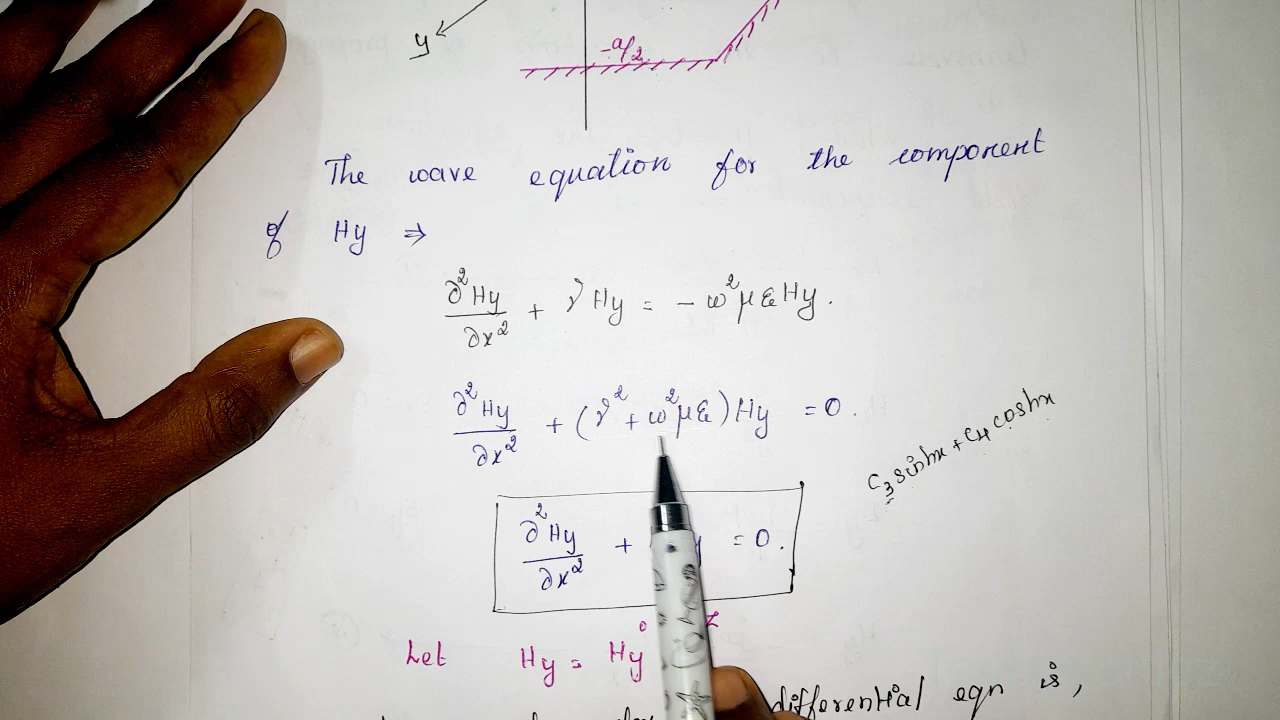 y
-a/2
The wave equation for the component
of Hy ⇒
∂²Hy/∂x² + γ Hy = - ω²με Hy.
∂²Hy/∂x² + (γ² + ω²με) Hy = 0.
C3 sinhx + C4 coshx
∂²Hy/∂x² + y = 0.
Let Hy = Hy° z
differential eqn is,